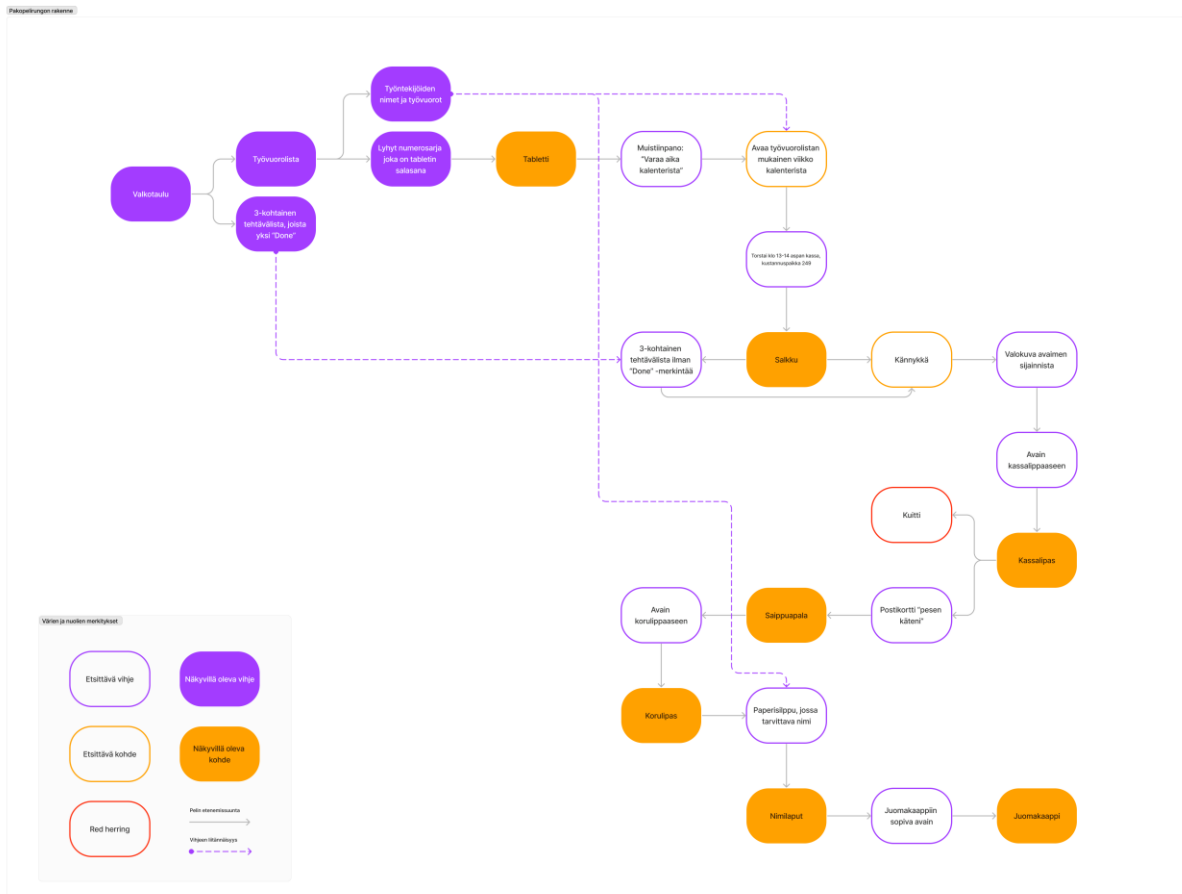 Pakopelirungon rakenne
Työntekijöiden
nimet ja työvuorot
Työvuorolista
Lyhyt numerosarja
joka on tabletin
salasana
Tabletti
Muistiinpano:
"Varaa aika
kalenterista"
Avaa työvuorolistan
mukainen viikko
kalenterista
Valkotaulu
3-kohtainen
tehtävälista, joista
yksi "Done"
Torstai klo 13-14 aspan kassa,
kustannuspaikka 249
3-kohtainen
tehtävälista ilman
"Done" -merkintää
Salkku
Kännykkä
Valokuva avaimen
sijainnista
Avain
kassalippaaseen
Kuitti
Kassalipas
Avain
korulippaaseen
Saippuapala
Postikortti "pesen
käteni"
Korulipas
Paperisilppu, jossa
tarvittava nimi
Nimilaput
Juomakaappiin
sopiva avain
Juomakaappi
Värien ja nuolien merkitykset
Etsittävä vihje
Näkyvillä oleva vihje
Etsittävä kohde
Näkyvillä oleva
kohde
Red herring
Pelin etenemissuunta
Vihjeen liitännäisyys